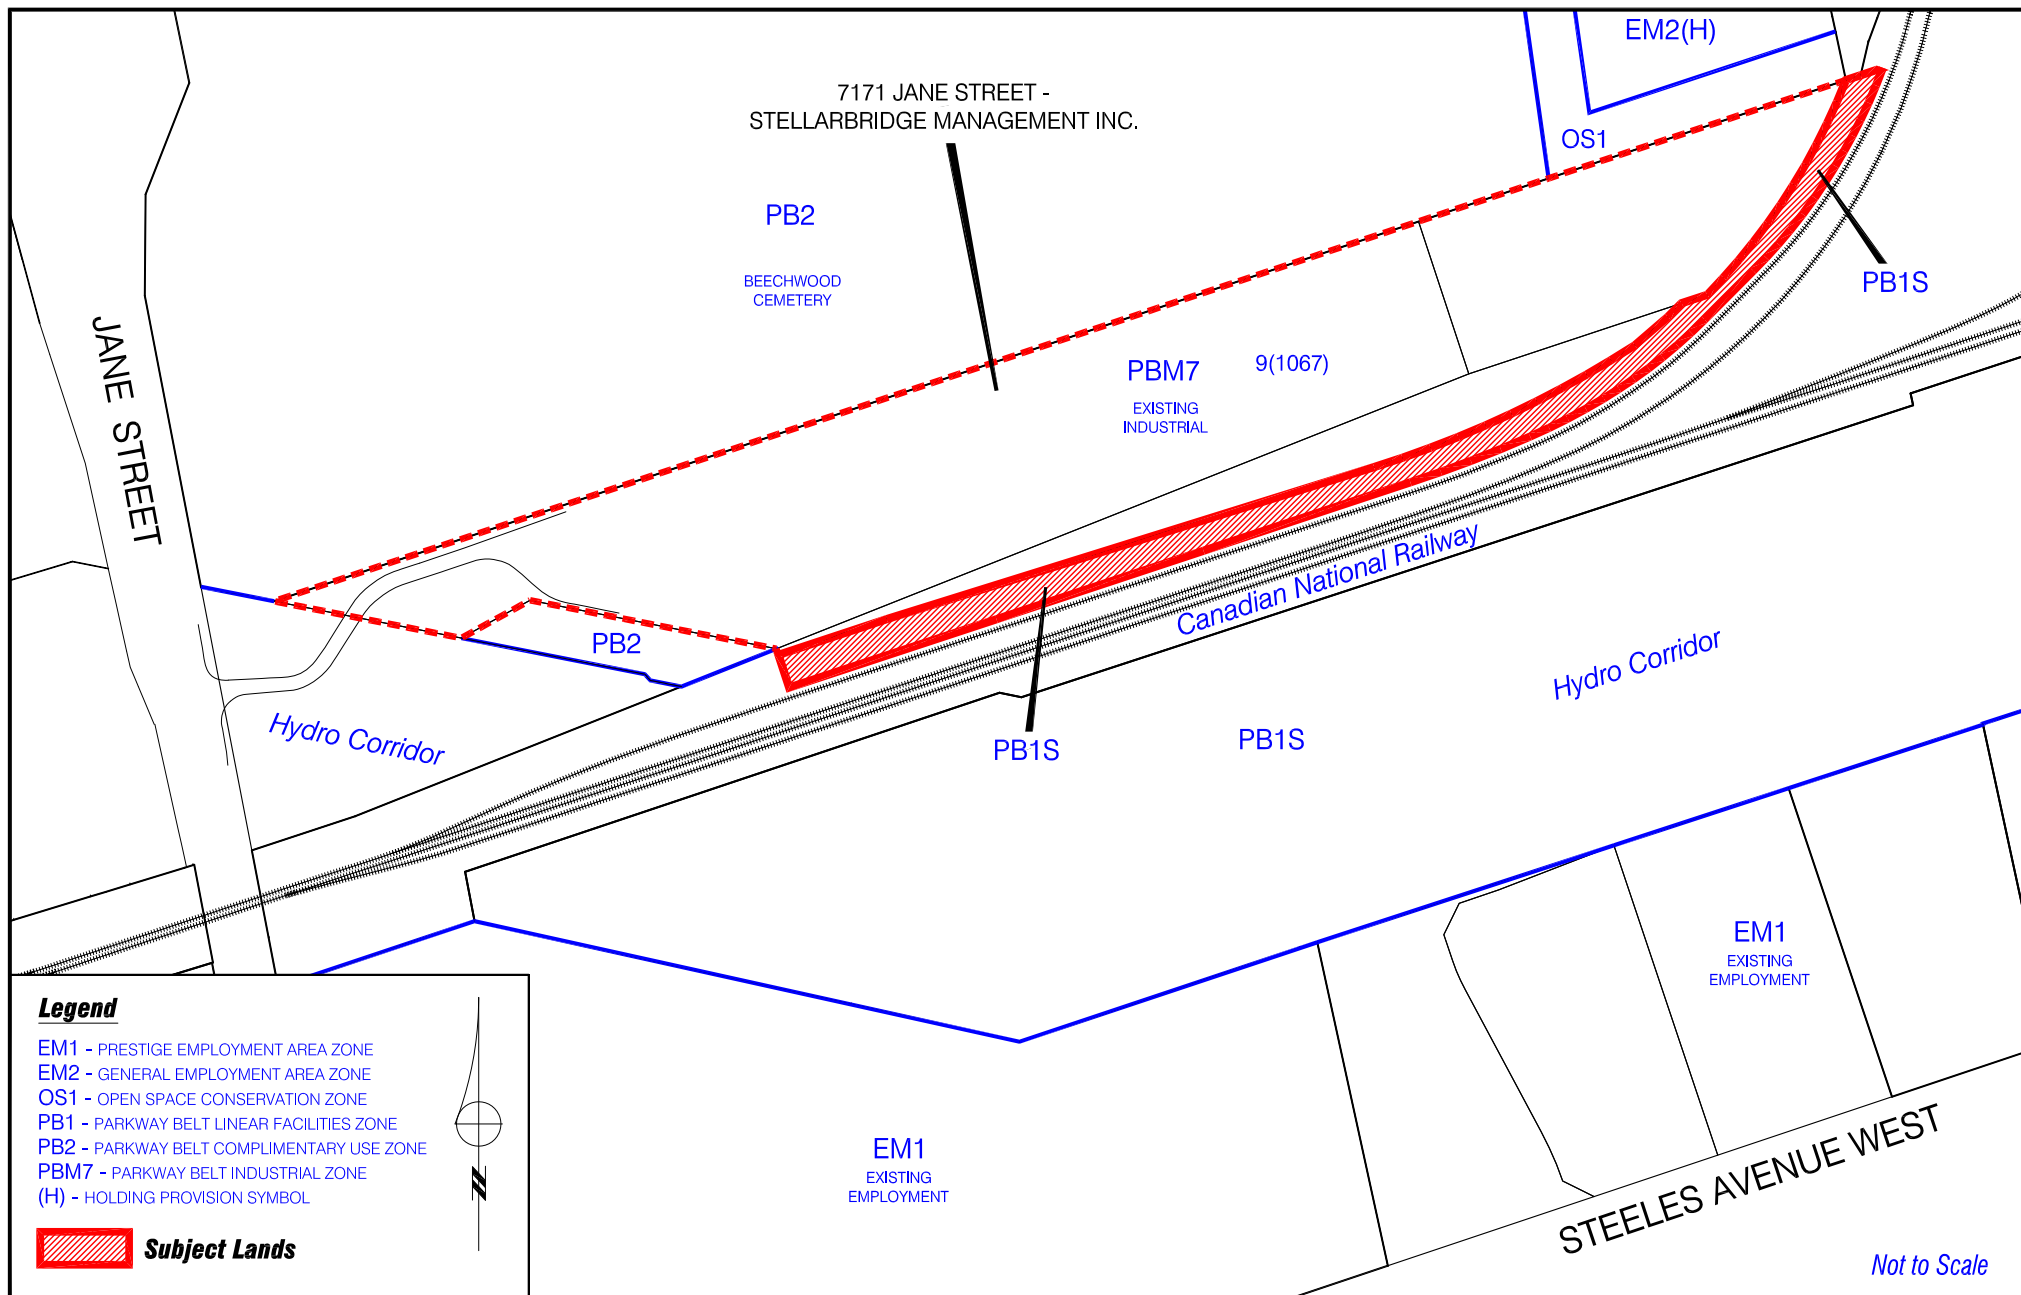 EM2(H)
7171 JANE STREET -
STELLARBRIDGE MANAGEMENT INC.
OS1
PB2
BEECHWOOD
CEMETERY
PB1S
JANE STREET
PBM7 9(1067)
EXISTING
INDUSTRIAL
Canadian National Railway
PB2
Hydro Corridor
Hydro Corridor
PB1S
PB1S
EM1
EXISTING
EMPLOYMENT
EM1
EXISTING
EMPLOYMENT
STEELES AVENUE WEST
Legend
EM1 - PRESTIGE EMPLOYMENT AREA ZONE
EM2 - GENERAL EMPLOYMENT AREA ZONE
OS1 - OPEN SPACE CONSERVATION ZONE
PB1 - PARKWAY BELT LINEAR FACILITIES ZONE
PB2 - PARKWAY BELT COMPLIMENTARY USE ZONE
PBM7 - PARKWAY BELT INDUSTRIAL ZONE
(H) - HOLDING PROVISION SYMBOL
N
Subject Lands
Not to Scale